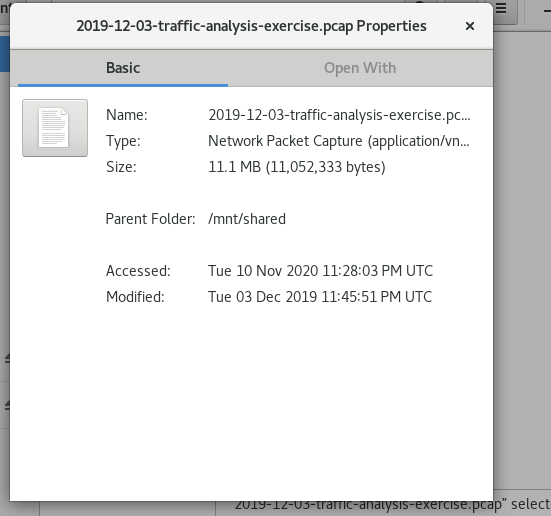 2019-12-03-traffic-analysis-exercise.pcap Properties
Basic
Open With
Name: 2019-12-03-traffic-analysis-exercise.pc...
Type: Network Packet Capture (application/vn...
Size: 11.1 MB (11,052,333 bytes)
Parent Folder: /mnt/shared
Accessed: Tue 10 Nov 2020 11:28:03 PM UTC
Modified: Tue 03 Dec 2019 11:45:51 PM UTC
2019-12-03-traffic-analysis-exercise.pcap" select